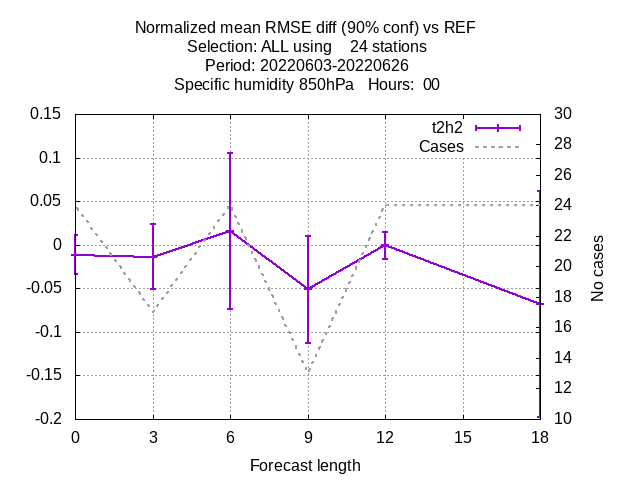 Normalized mean RMSE diff (90% conf) vs REF
Selection: ALL using    24 stations
Period: 20220603-20220626
Specific humidity 850hPa   Hours:  00
t2h2
Cases
0.15
0.1
0.05
0
-0.05
-0.1
-0.15
-0.2
30
28
26
24
22
20
18
16
14
12
10
No cases
0 3 6 9 12 15 18
Forecast length